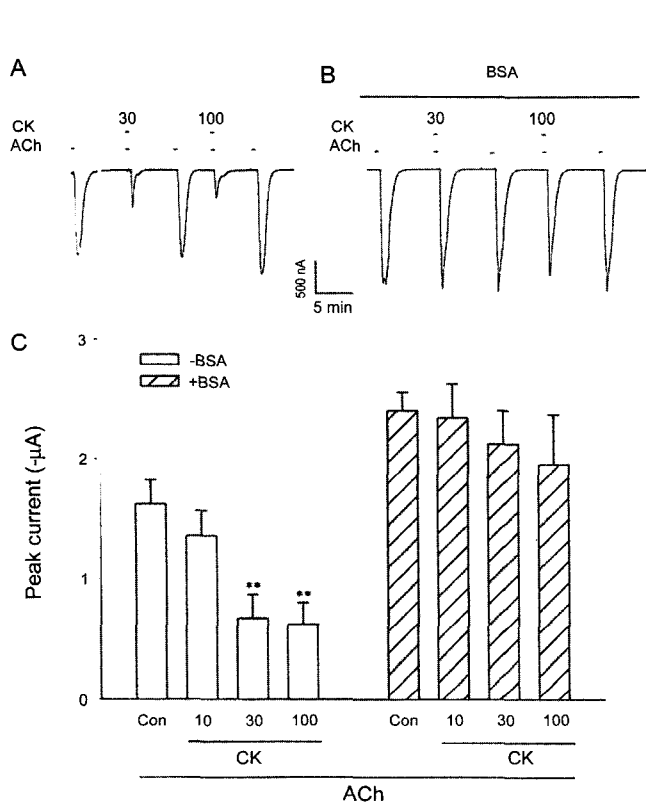 A
30 100
CK
ACh
B
BSA
30 100
CK
ACh
500 nA
5 min
C
3
2
1
0
Peak current (-µA)
-BSA
+BSA
** **
Con 10 30 100 Con 10 30 100
CK CK
ACh